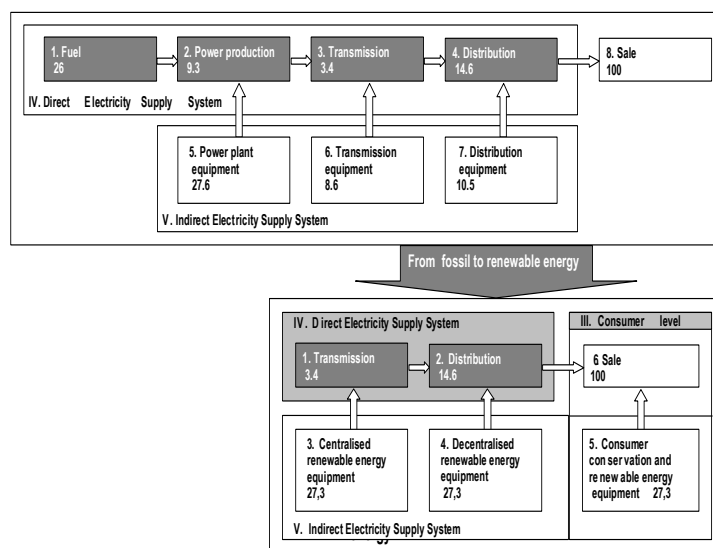 1. Fuel
26
2. Power production
9.3
3. Transmission
3.4
4. Distribution
14.6
8. Sale
100
IV. Direct Electricity Supply System
5. Power plant
equipment
27.6
6. Transmission
equipment
8.6
7. Distribution
equipment
10.5
V. Indirect Electricity Supply System
From fossil to renewable energy
IV. Direct Electricity Supply System
III. Consumer level
1. Transmission
3.4
2. Distribution
14.6
6 Sale
100
3. Centralised
renewable energy
equipment
27,3
4. Decentralised
renewable energy
equipment
27,3
5. Consumer
conservation and
renewable energy
equipment 27,3
V. Indirect Electricity Supply System